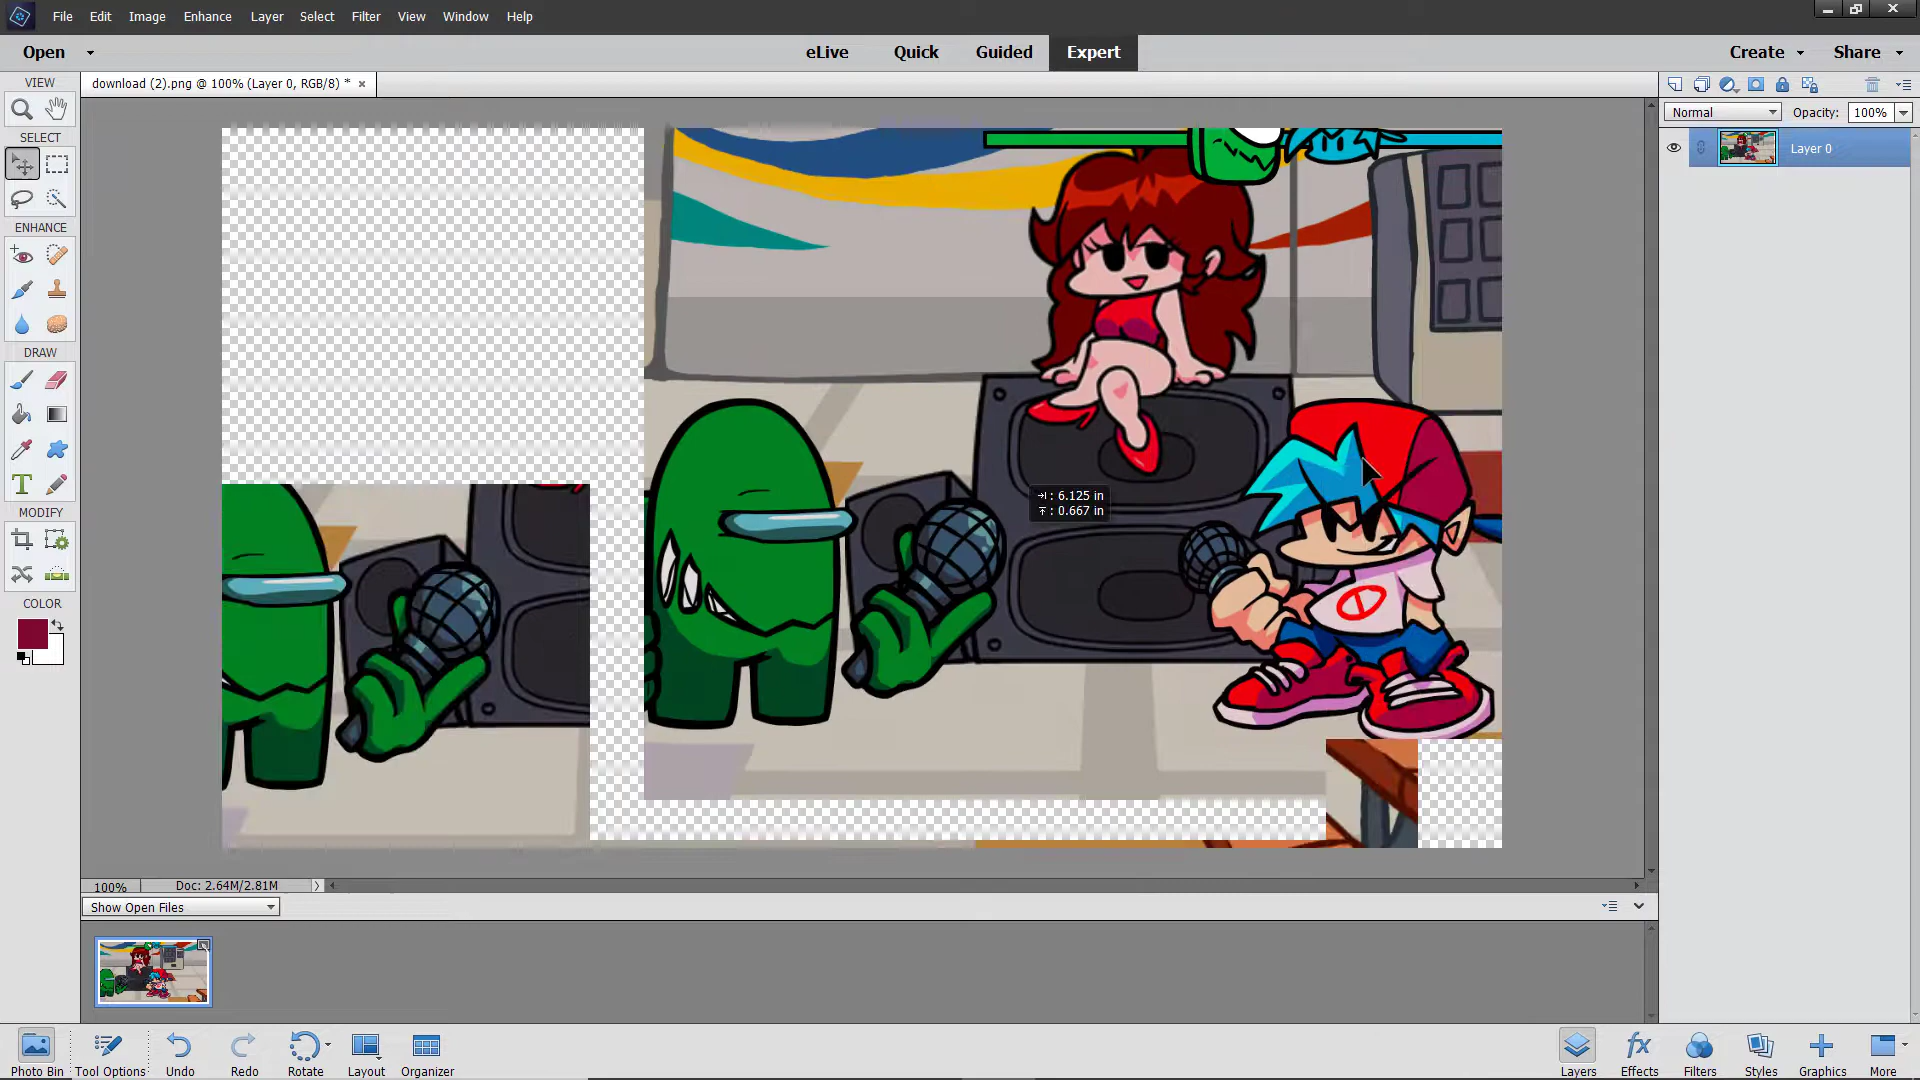 File Edit Image Enhance Layer Select Filter View Window Help
Open eLive Quick Guided Expert Create Share
VIEW
download (2).png @ 100% (Layer 0, RGB/8) * ×
Normal Opacity: 100%
SELECT
Layer 0
ENHANCE
DRAW
T
: 6.125 in
: 0.667 in
MODIFY
COLOR
100% Doc: 2.64M/2.81M
Show Open Files
Photo Bin Tool Options Undo Redo Rotate Layout Organizer
fx
Layers Effects Filters Styles Graphics More